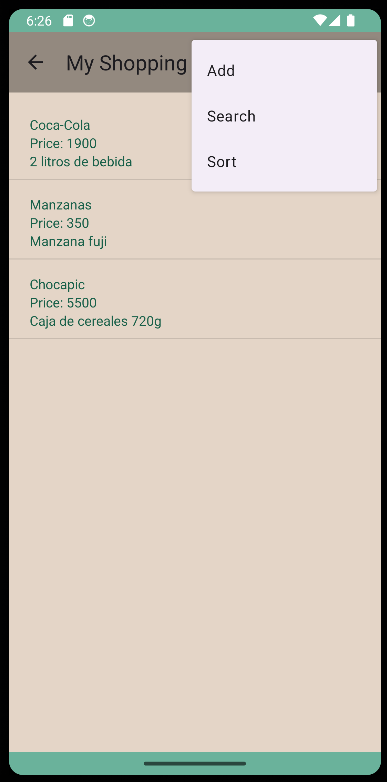 6:26
My Shopping
Add
Search
Sort
Coca-Cola
Price: 1900
2 litros de bebida
Manzanas
Price: 350
Manzana fuji
Chocapic
Price: 5500
Caja de cereales 720g